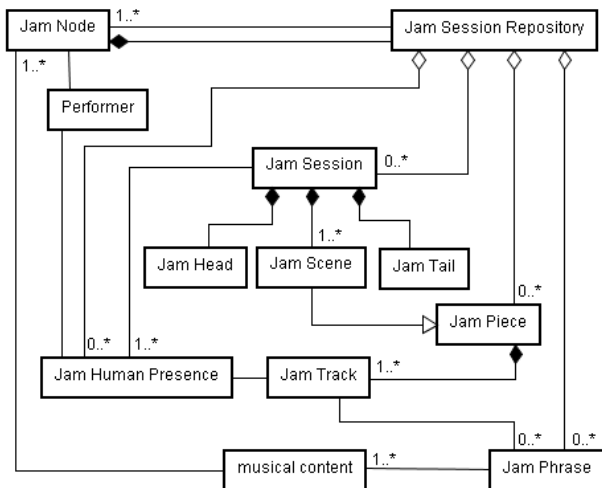 Jam Node
1..*
Jam Session Repository
1..*
Performer
Jam Session
0..*
Jam Head
1..*
Jam Scene
Jam Tail
0..*
Jam Piece
0..*
1..*
1..*
Jam Human Presence
Jam Track
0..*
0..*
musical content
1..*
Jam Phrase